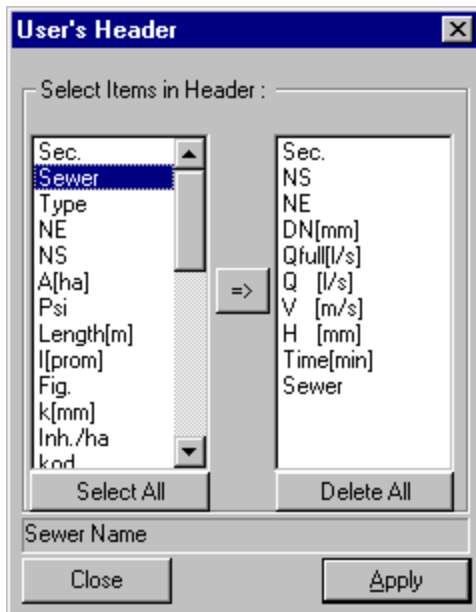 User's Header
Select Items in Header :
Sec.
Sewer
Type
NE
NS
A[ha]
Psi
Length[m]
I[prom]
Fig.
k[mm]
Inh./ha
kod
Select All
=>
Sec.
NS
NE
DN[mm]
Qfull[l/s]
Q [l/s]
V [m/s]
H [mm]
Time[min]
Sewer
Delete All
Sewer Name
Close
Apply